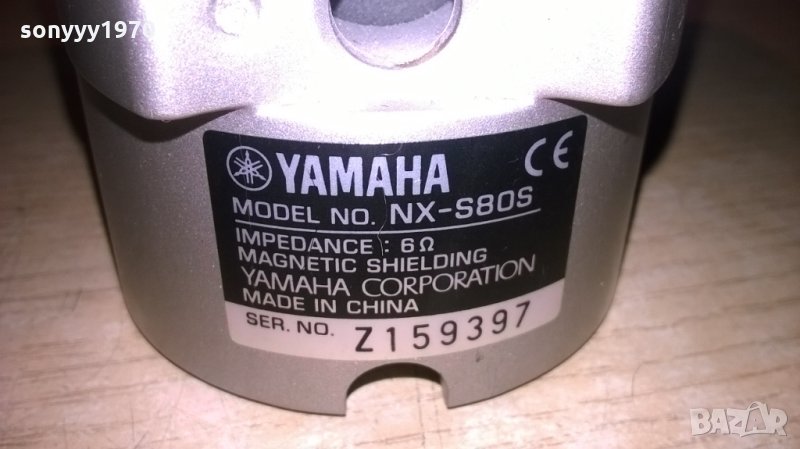 sonyyy1970
YAMAHA CE
MODEL NO. NX-S80S
IMPEDANCE : 6Ω
MAGNETIC SHIELDING
YAMAHA CORPORATION
MADE IN CHINA
SER. NO. Z159397
BAZAR